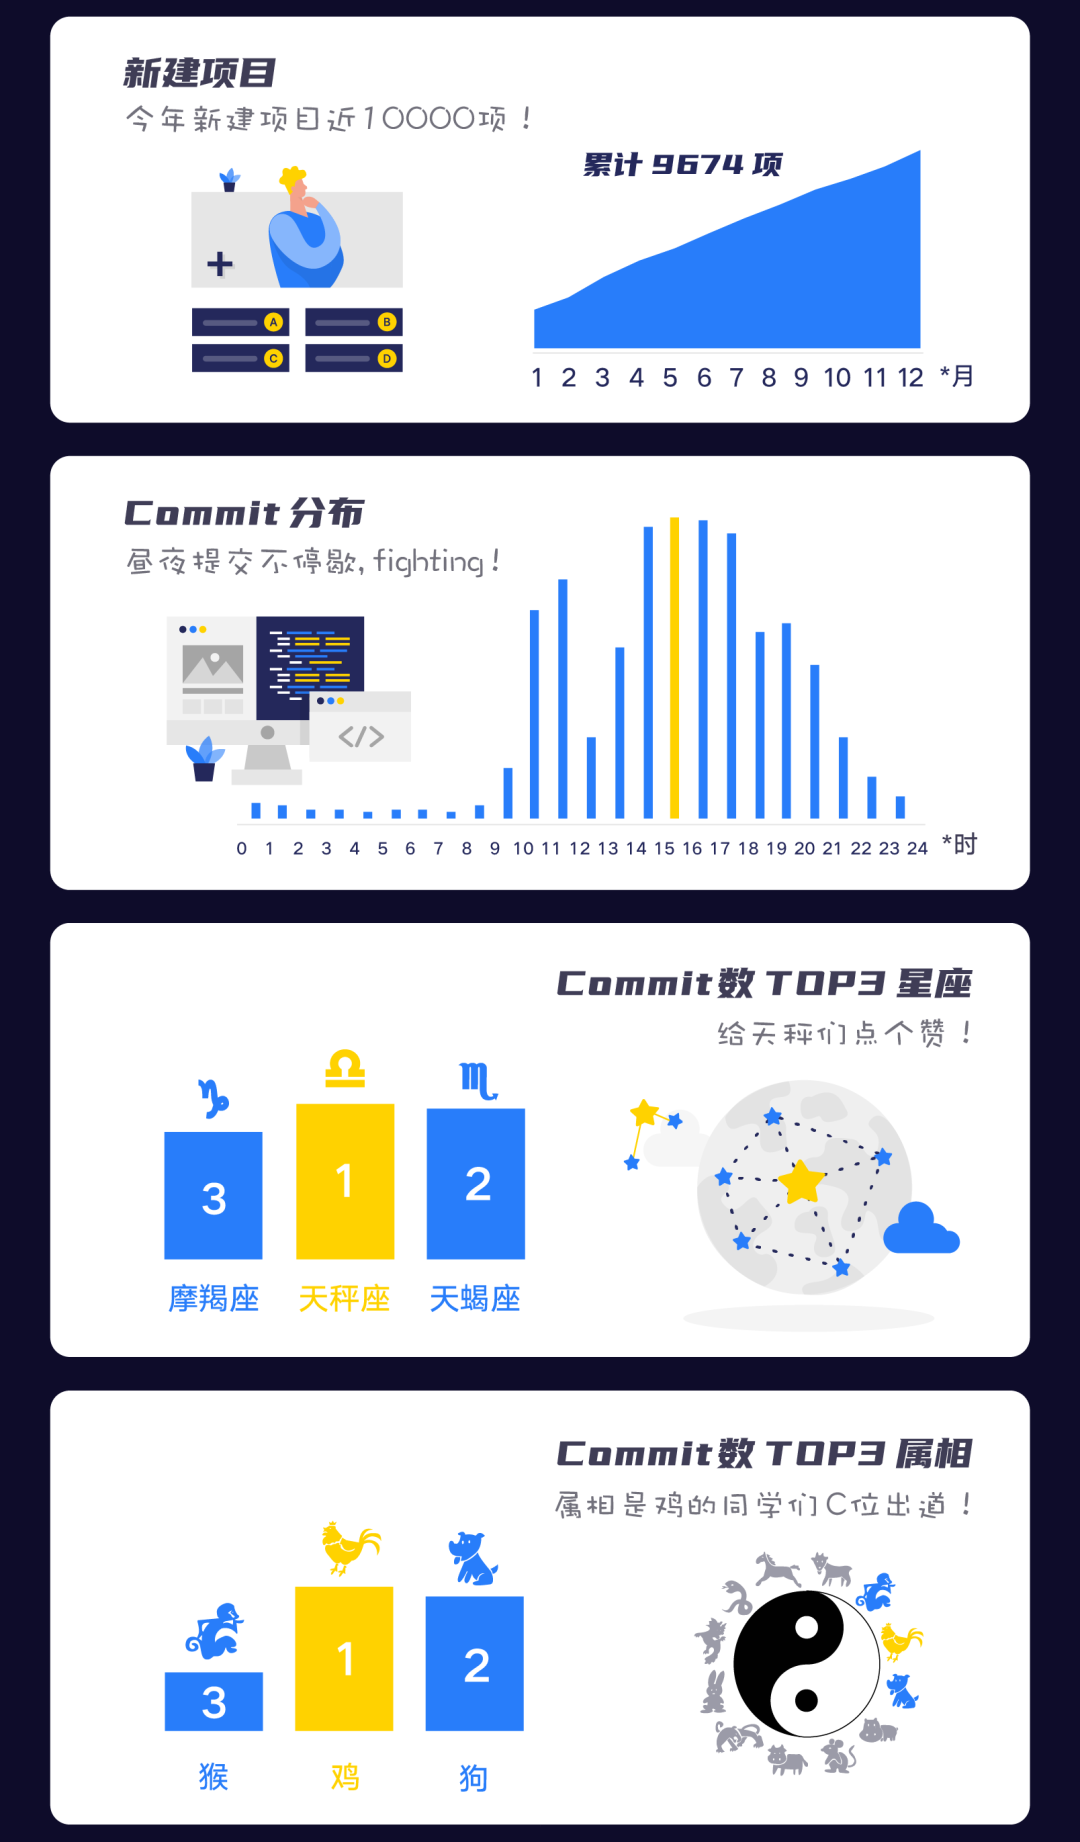 新建项目
今年新建项目近10000项！
累计 9674 项
A
B
C
D
1 2 3 4 5 6 7 8 9 10 11 12 *月
Commit 分布
昼夜提交不停歇, fighting！
</>
0 1 2 3 4 5 6 7 8 9 10 11 12 13 14 15 16 17 18 19 20 21 22 23 24 *时
Commit数 TOP3 星座
给天秤们点个赞！
3
1
2
摩羯座
天秤座
天蝎座
Commit数 TOP3 属相
属相是鸡的同学们C位出道！
3
1
2
猴
鸡
狗